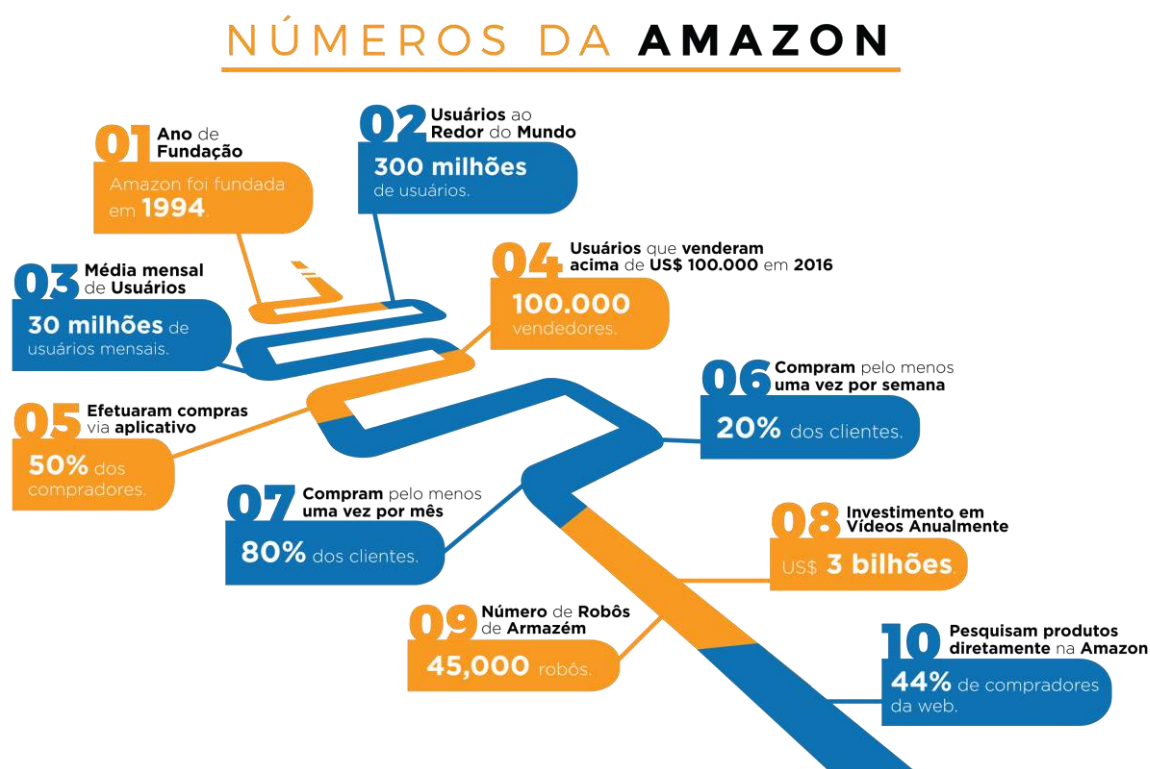 NÚMEROS DA AMAZON
01 Ano de
Fundação
Amazon foi fundada
em 1994.
02 Usuários ao
Redor do Mundo
300 milhões
de usuários.
03 Média mensal
de Usuários
30 milhões de
usuários mensais.
04 Usuários que venderam
acima de US$ 100.000 em 2016
100.000
vendedores.
05 Efetuaram compras
via aplicativo
50% dos
compradores.
06 Compram pelo menos
uma vez por semana
20% dos clientes.
07 Compram pelo menos
uma vez por mês
80% dos clientes.
08 Investimento em
Vídeos Anualmente
US$ 3 bilhões.
09 Número de Robôs
de Armazém
45,000 robôs.
10 Pesquisam produtos
diretamente na Amazon
44% de compradores
da web.